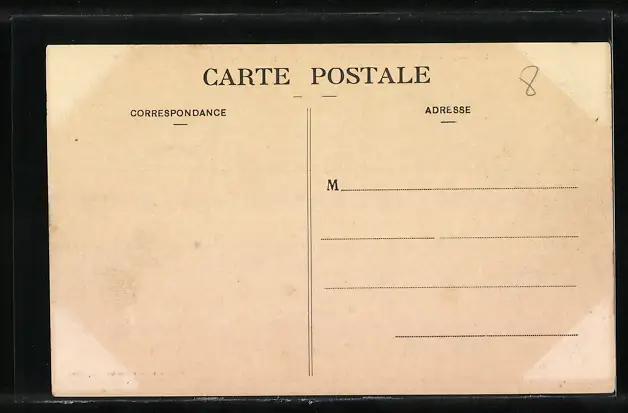 CARTE POSTALE
8
CORRESPONDANCE
ADRESSE
M